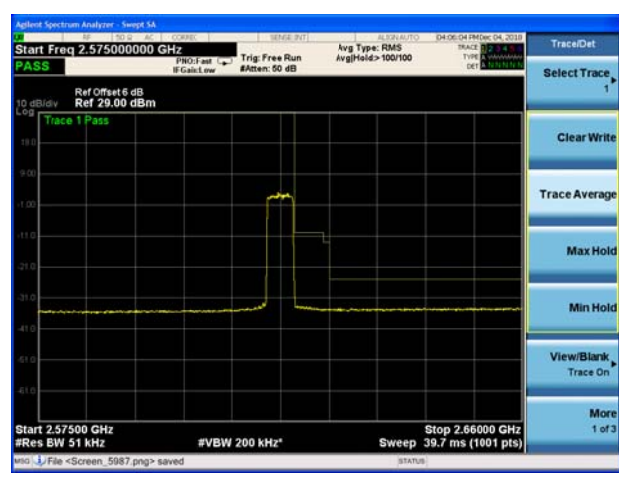 Agilent Spectrum Analyzer - Swept SA
RF 50 Ω AC CORREC SENSE:INT ALIGN AUTO 04:06:04 PM Dec 04, 2018
Start Freq 2.575000000 GHz
PASS
PNO: Fast
IFGain:Low
Trig: Free Run
#Atten: 50 dB
Avg Type: RMS
Avg|Hold:>100/100
TRACE 1 2 3 4 5 6
TYPE
DET A N N N N N
Ref Offset 6 dB
10 dB/div Ref 29.00 dBm
Log
Trace 1 Pass
19.0
9.00
-1.00
-11.0
-21.0
-31.0
-41.0
-51.0
-61.0
Start 2.57500 GHz
Stop 2.66000 GHz
#Res BW 51 kHz
#VBW 200 kHz*
Sweep 39.7 ms (1001 pts)
MSG File <Screen_5987.png> saved
STATUS
Trace/Det
Select Trace
1
Clear Write
Trace Average
Max Hold
Min Hold
View/Blank
Trace On
More
1 of 3